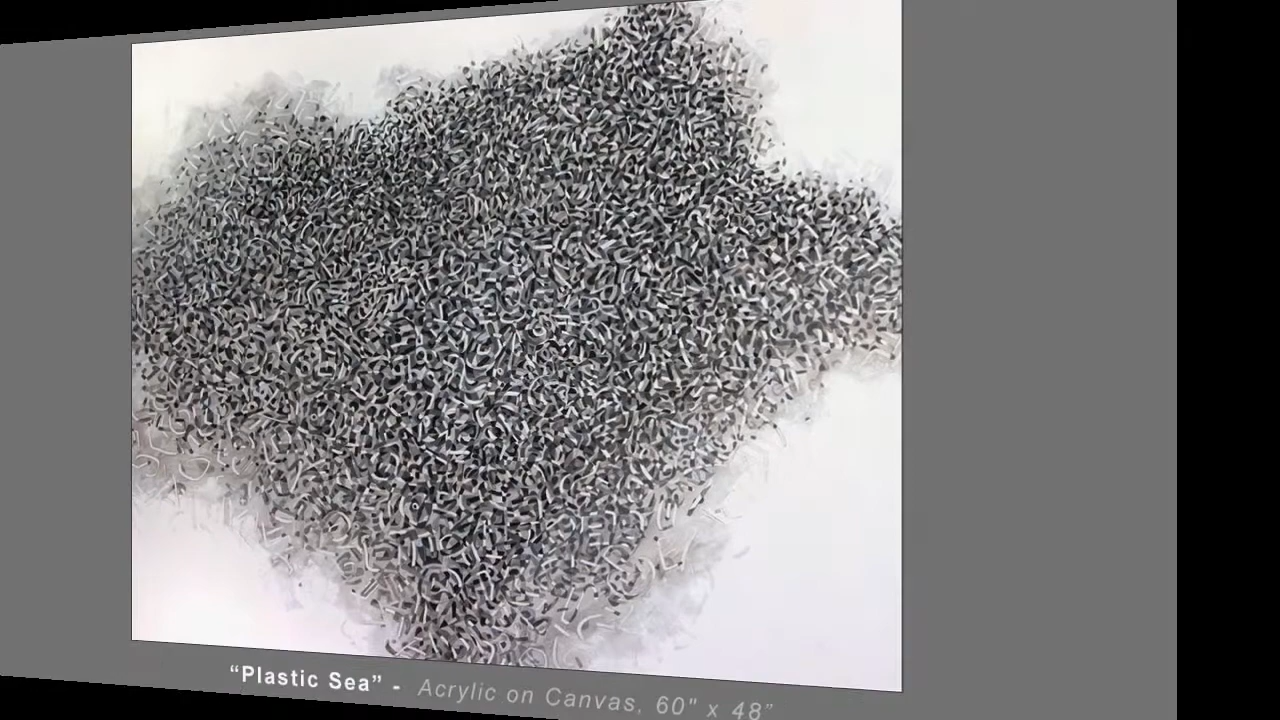 “Plastic Sea” - Acrylic on Canvas, 60" x 48”